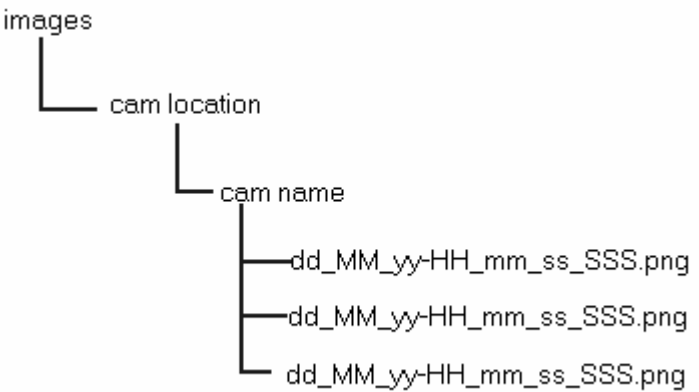 images
cam location
cam name
dd_MM_yy-HH_mm_ss_SSS.png
dd_MM_yy-HH_mm_ss_SSS.png
dd_MM_yy-HH_mm_ss_SSS.png